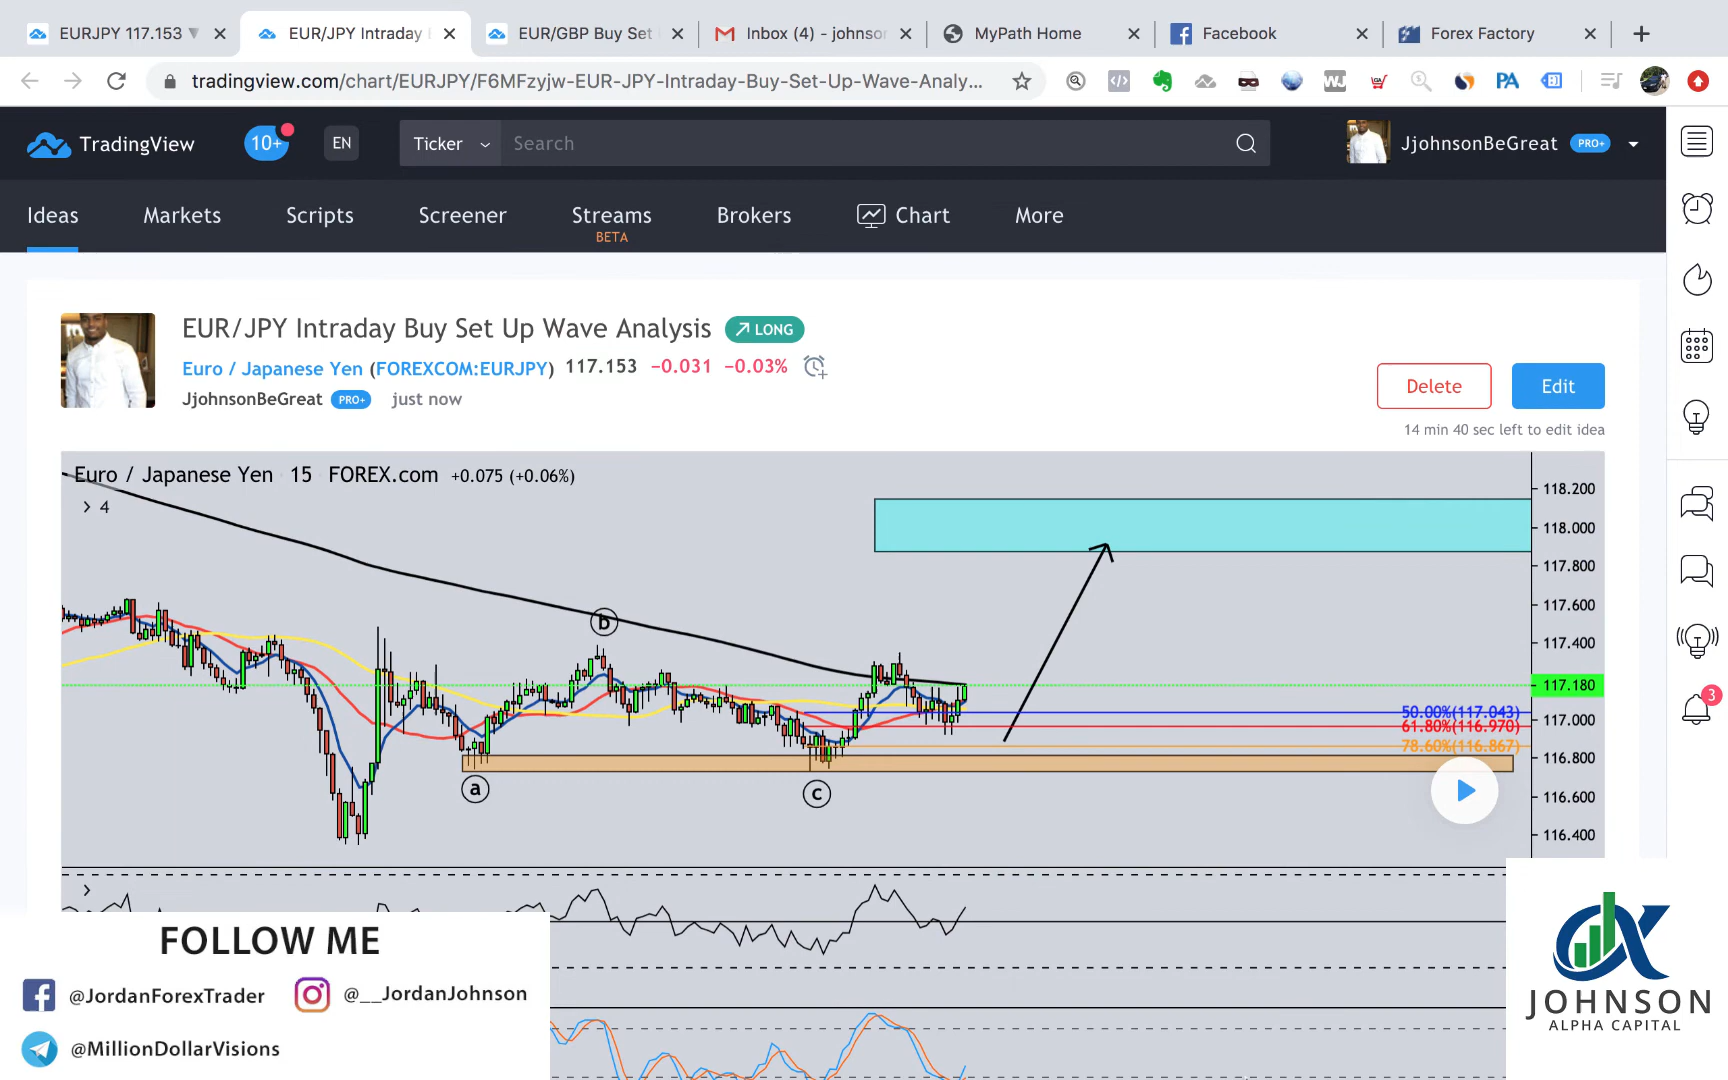 EURJPY 117.153
EUR/JPY Intraday
EUR/GBP Buy Set
Inbox (4) - johnson
MyPath Home
Facebook
Forex Factory
tradingview.com/chart/EURJPY/F6MFzyjw-EUR-JPY-Intraday-Buy-Set-Up-Wave-Analy...
WJ
PA
TradingView
10+
EN
Ticker
Search
JjohnsonBeGreat
PRO+
Ideas
Markets
Scripts
Screener
Streams
BETA
Brokers
Chart
More
EUR/JPY Intraday Buy Set Up Wave Analysis
LONG
Euro / Japanese Yen (FOREXCOM:EURJPY) 117.153 −0.031 −0.03%
JjohnsonBeGreat PRO+ just now
Delete
Edit
14 min 40 sec left to edit idea
Euro / Japanese Yen 15 FOREX.com +0.075 (+0.06%)
4
118.200
118.000
117.800
117.600
117.400
117.180
117.000
116.800
116.600
116.400
b
a
c
50.00%(117.043)
61.80%(116.970)
78.60%(116.867)
3
FOLLOW ME
@JordanForexTrader
@__JordanJohnson
@MillionDollarVisions
JOHNSON
ALPHA CAPITAL